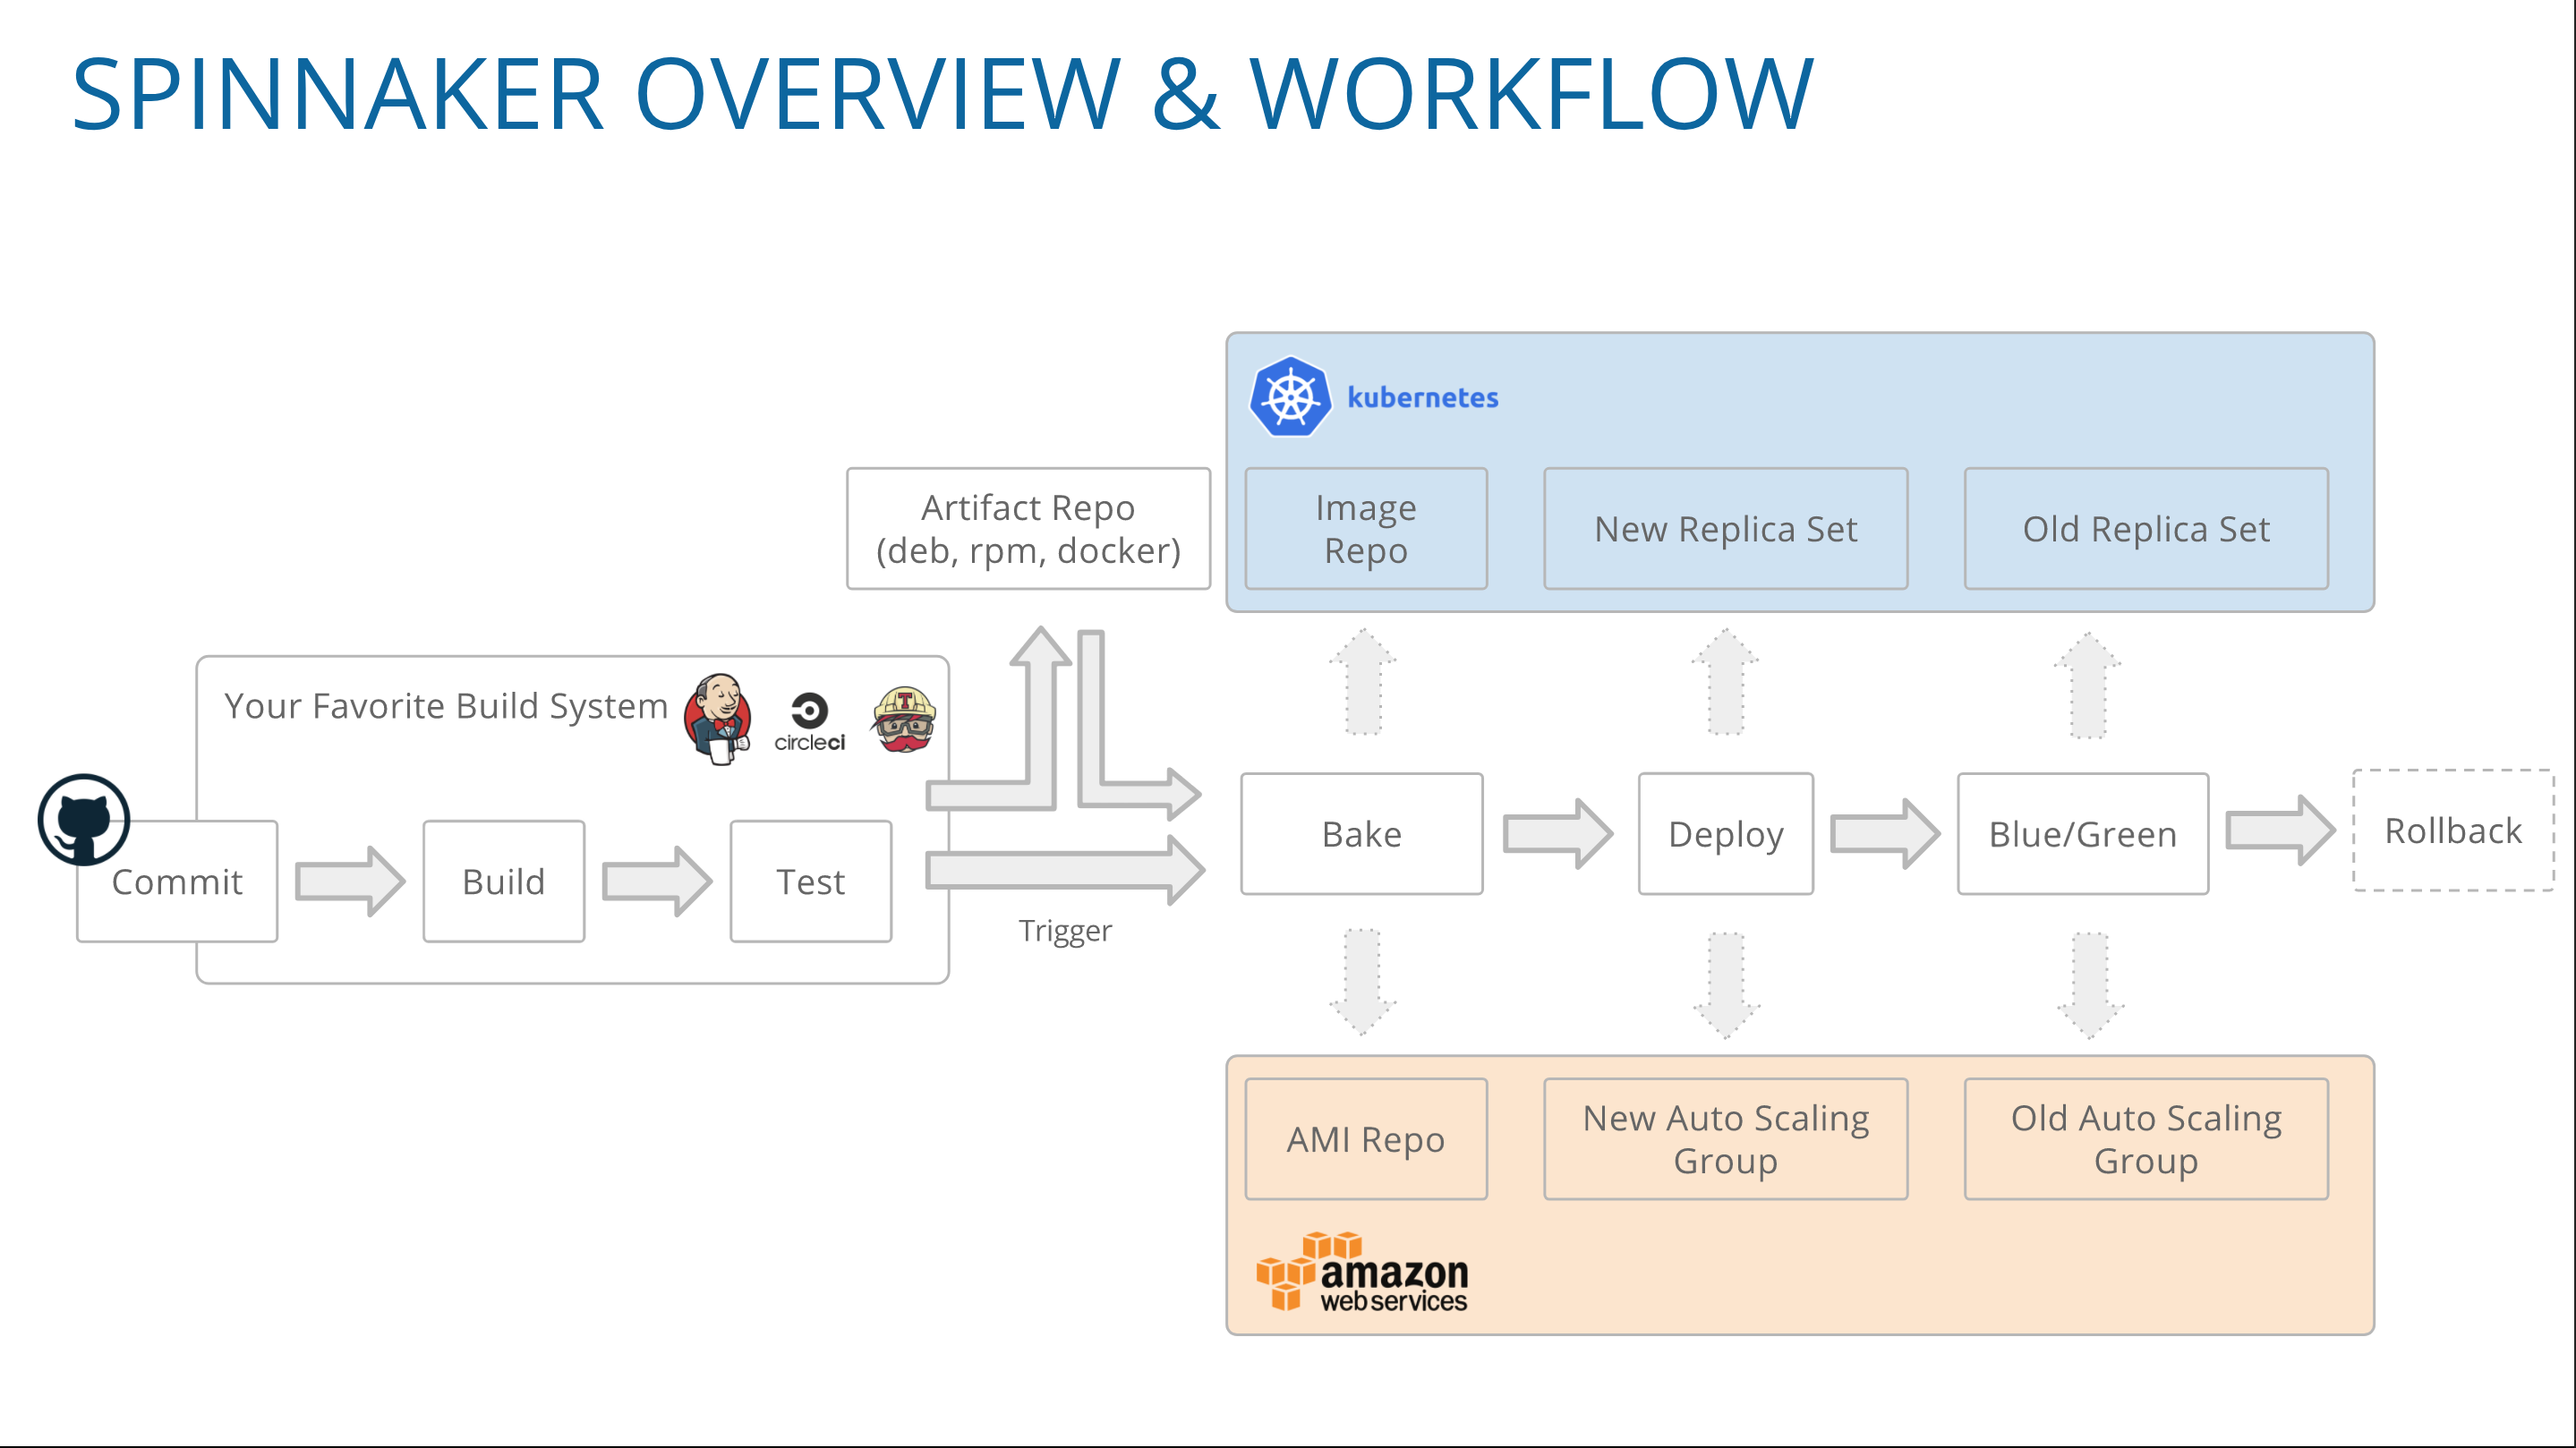 SPINNAKER OVERVIEW & WORKFLOW
kubernetes
Artifact Repo
(deb, rpm, docker)
Image
Repo
New Replica Set
Old Replica Set
Your Favorite Build System
circleci
T
Commit
Build
Test
Trigger
Bake
Deploy
Blue/Green
Rollback
AMI Repo
New Auto Scaling
Group
Old Auto Scaling
Group
amazon
web services